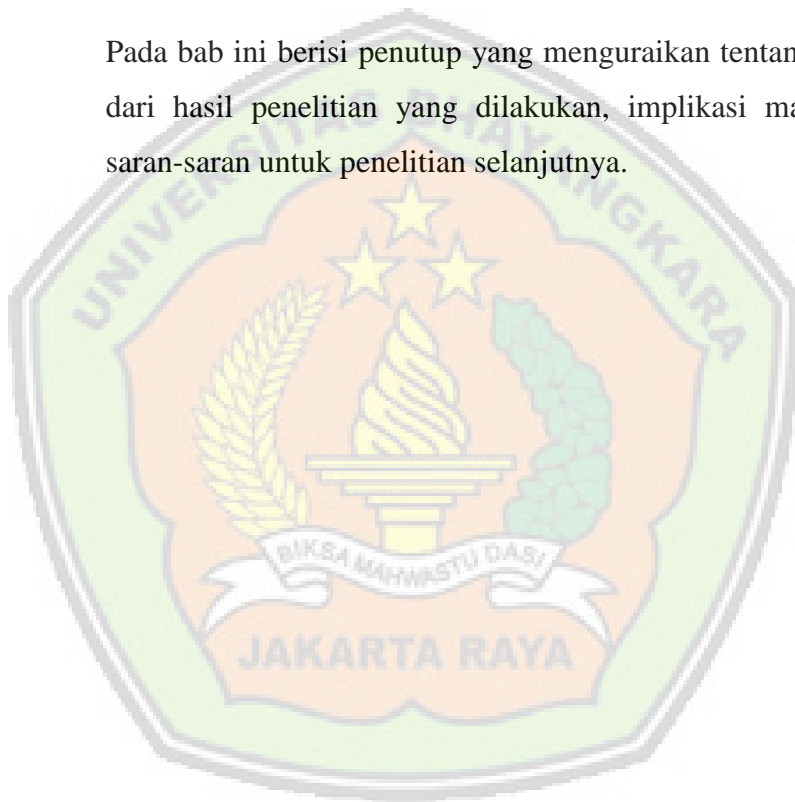 Pada bab ini berisi penutup yang menguraikan tentan
dari hasil penelitian yang dilakukan, implikasi ma
saran-saran untuk penelitian selanjutnya.
UNIVERSITAS BHAYANGKARA
BIKSA MAHWASTU DASI
JAKARTA RAYA